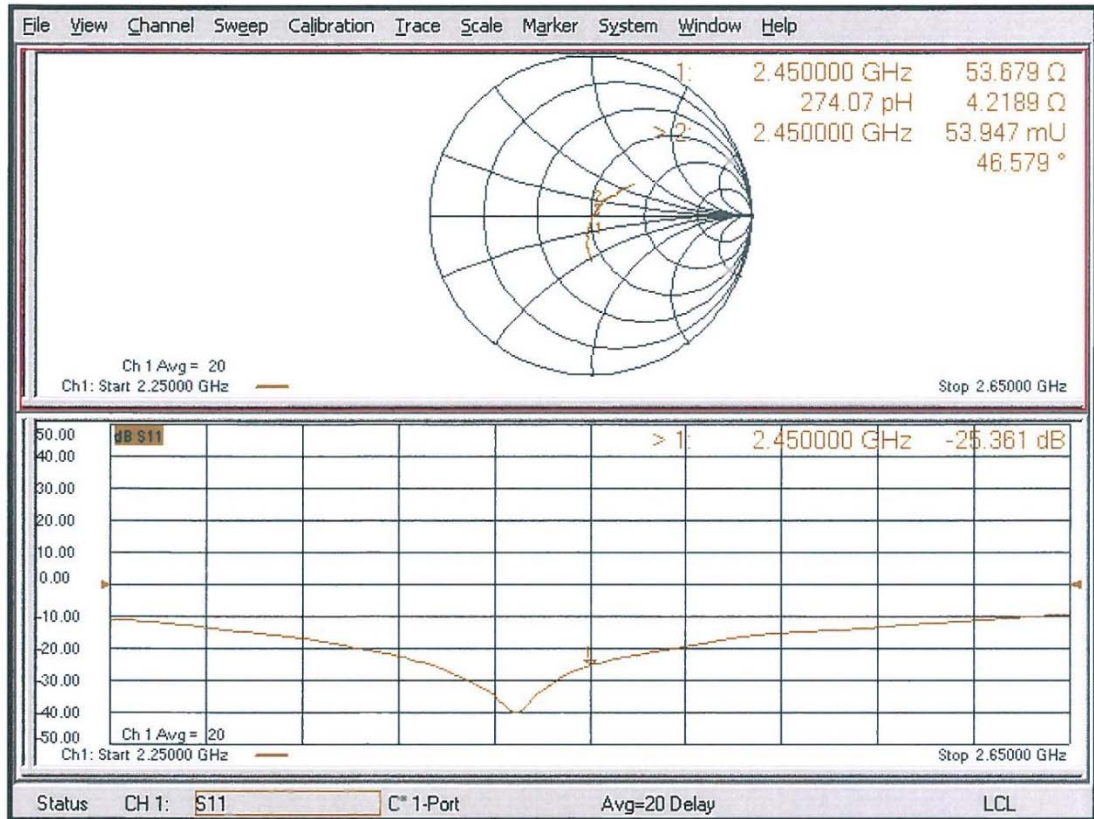 File View Channel Sweep Calibration Trace Scale Marker System Window Help
1: 2.450000 GHz 53.679 Ω
274.07 pH 4.2189 Ω
> 2: 2.450000 GHz 53.947 mU
46.579 °
2
1
Ch 1 Avg = 20
Ch1: Start 2.25000 GHz
Stop 2.65000 GHz
50.00
dB S11
> 1: 2.450000 GHz -25.361 dB
40.00
30.00
20.00
10.00
0.00
-10.00
-20.00
1
-30.00
-40.00
-50.00
Ch 1 Avg = 20
Ch1: Start 2.25000 GHz
Stop 2.65000 GHz
Status CH 1: S11 C* 1-Port Avg=20 Delay LCL